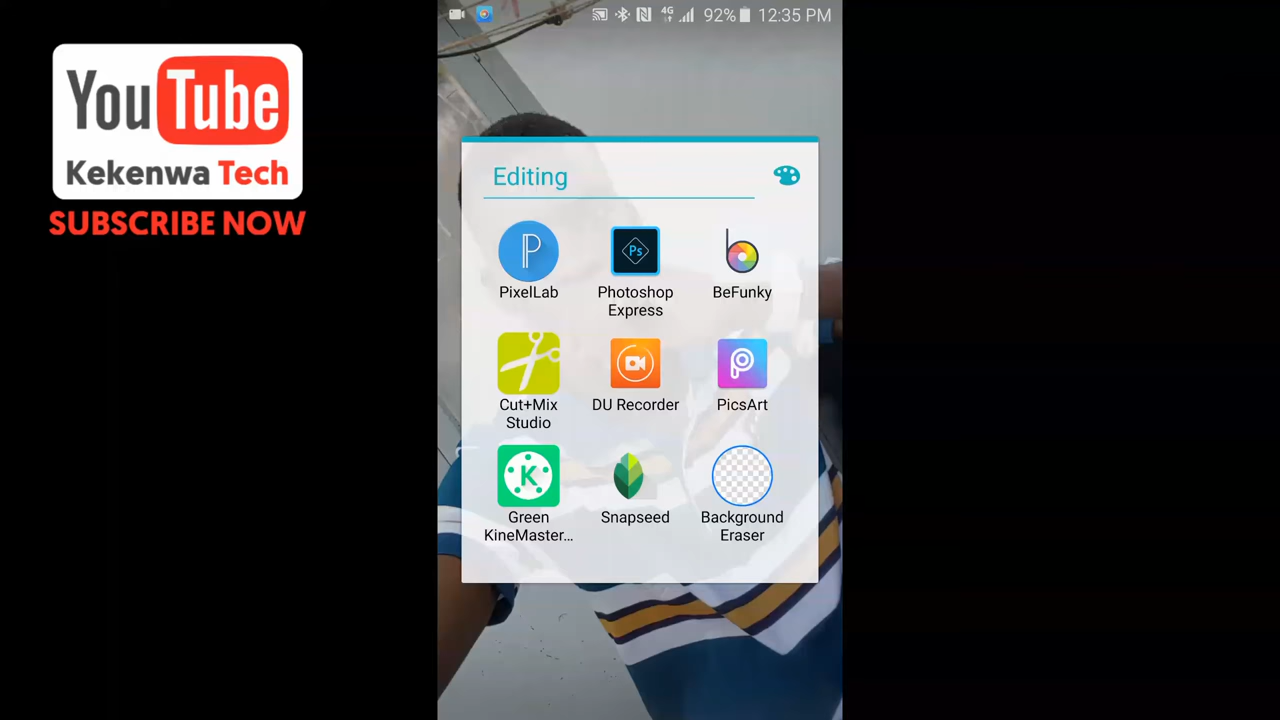 YouTube
Kekenwa Tech
SUBSCRIBE NOW
4G 92% 12:35 PM
Editing
PixelLab
Photoshop
Express
BeFunky
Cut+Mix
Studio
DU Recorder
PicsArt
Green
KineMaster...
Snapseed
Background
Eraser